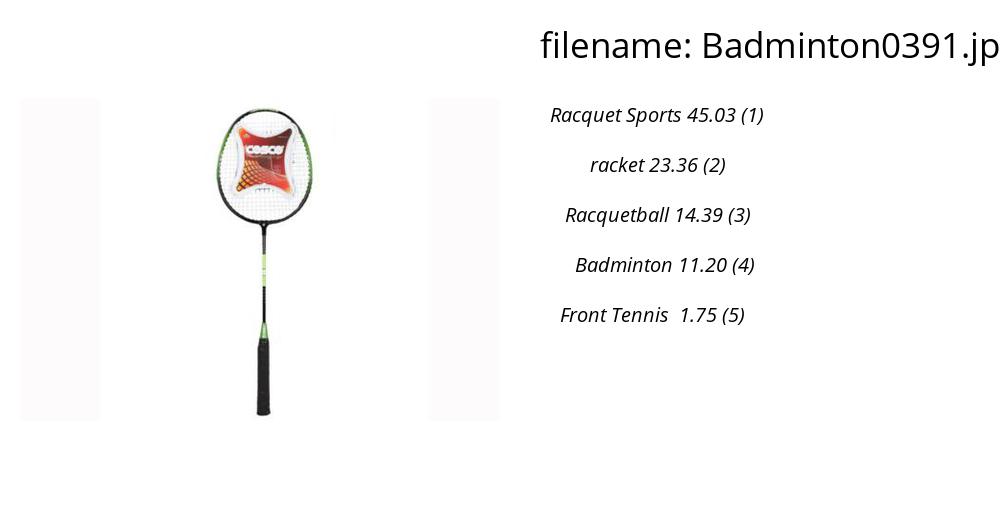 filename: Badminton0391.jp
Racquet Sports 45.03 (1)
racket 23.36 (2)
Racquetball 14.39 (3)
Badminton 11.20 (4)
Front Tennis  1.75 (5)
COSCO